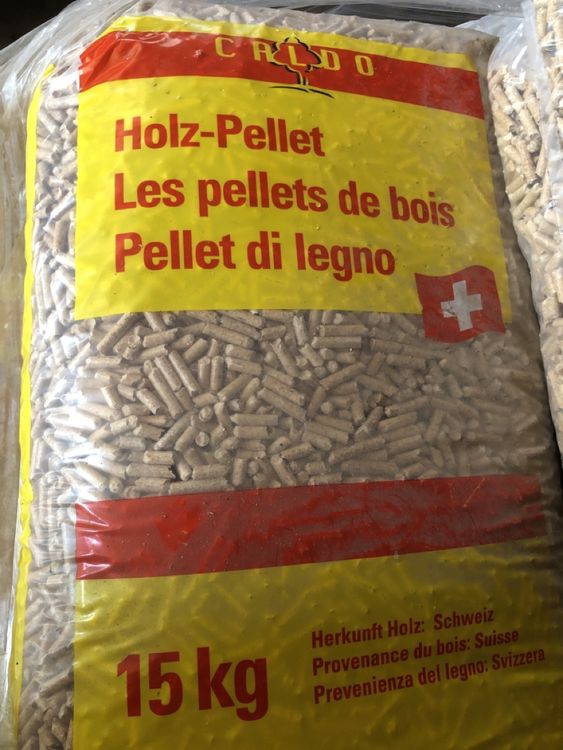 CALDO
Holz-Pellet
Les pellets de bois
Pellet di legno
15 kg
Herkunft Holz: Schweiz
Provenance du bois: Suisse
Prevenienza del legno: Svizzera